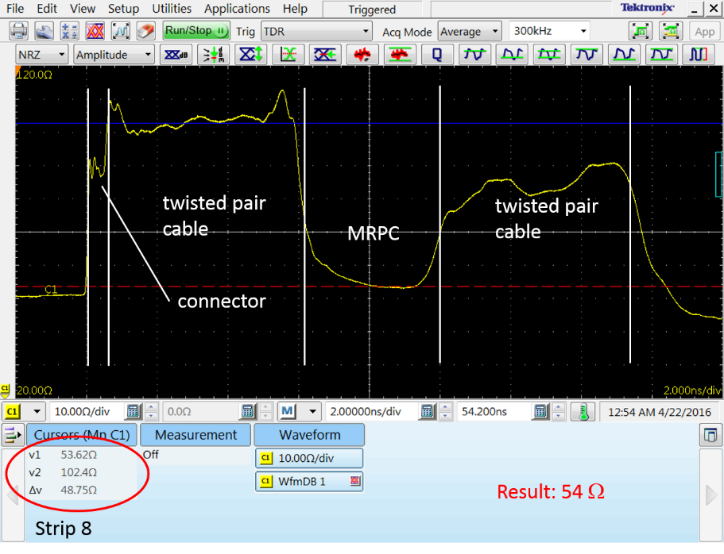 File Edit View Setup Utilities Applications Help Triggered Tektronix
Run/Stop Trig TDR Acq Mode Average 300kHz App
NRZ Amplitude
120.0Ω
twisted pair
cable
MRPC
twisted pair
cable
connector
C1
C1
20.00Ω 2.000ns/div
C1 10.00Ω/div 0.0Ω M 2.00000ns/div 54.200ns 12:54 AM 4/22/2016
Cursors (Mn C1) Measurement Waveform
v1 53.62Ω Off C1 10.00Ω/div
v2 102.4Ω
Δv 48.75Ω C1 WfmDB 1
Result: 54 Ω
Strip 8